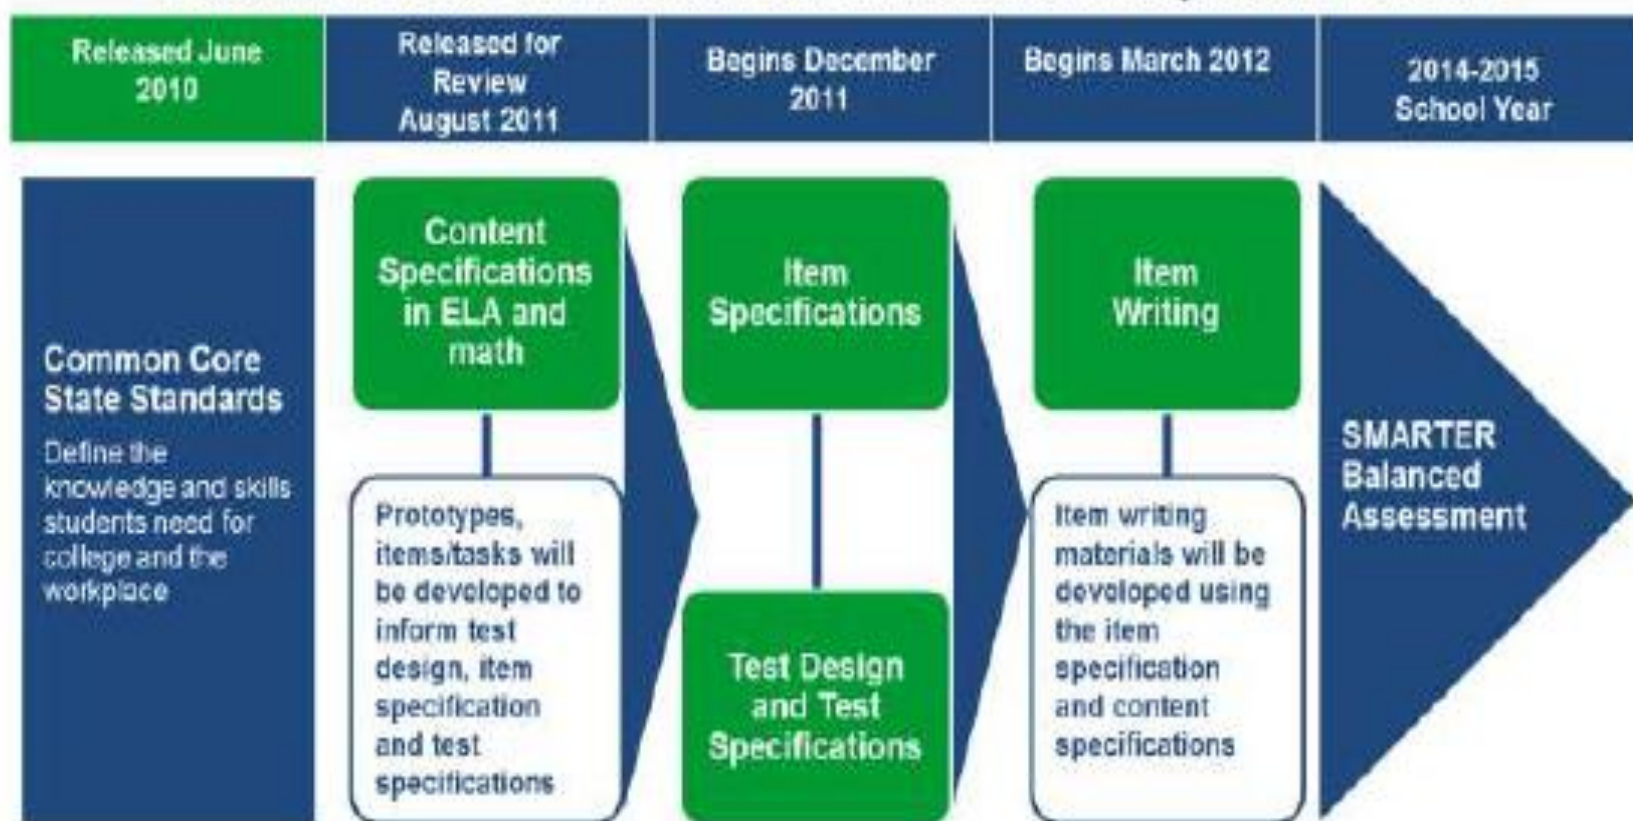 Released June
2010
Released for
Review
August 2011
Begins December
2011
Begins March 2012
2014-2015
School Year
Common Core
State Standards
Define the
knowledge and skills
students need for
college and the
workplace
Content
Specifications
in ELA and
math
Prototypes,
items/tasks will
be developed to
inform test
design, item
specification
and test
specifications
Item
Specifications
Test Design
and Test
Specifications
Item
Writing
Item writing
materials will be
developed using
the item
specification
and content
specifications
SMARTER
Balanced
Assessment